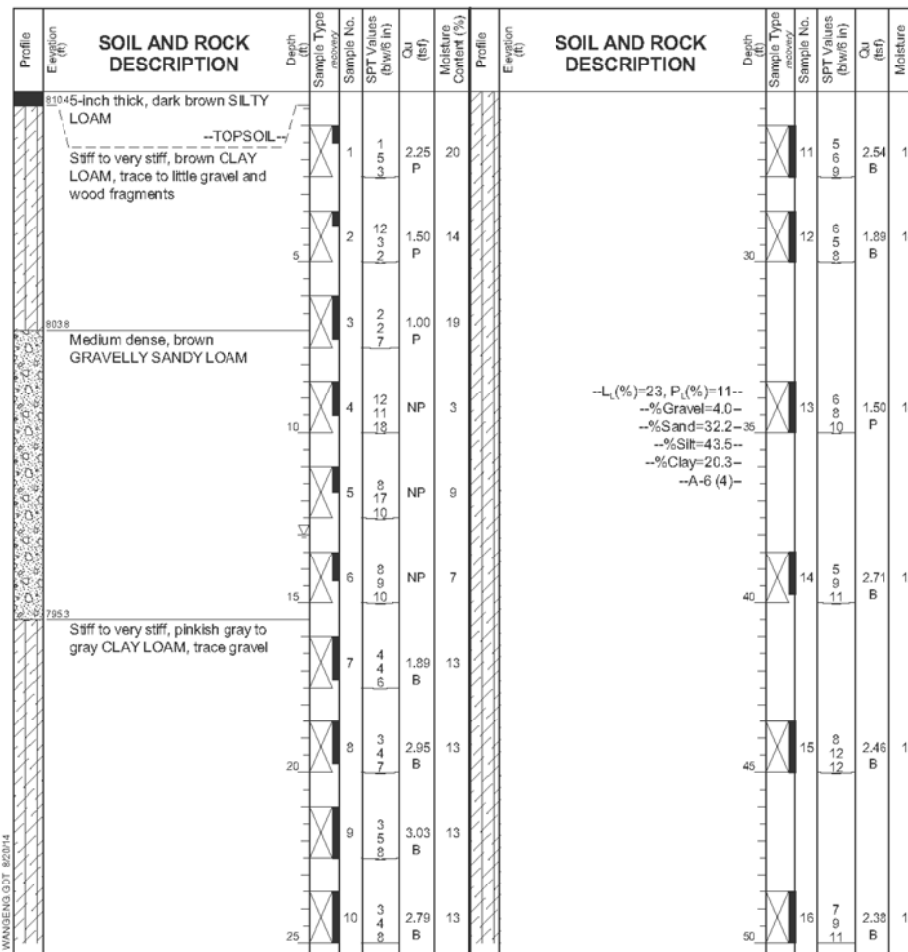 Profile
Elevation (ft)
SOIL AND ROCK DESCRIPTION
Depth (ft)
Sample Type recovery
Sample No.
SPT Values (blw/6 in)
Qu (tsf)
Moisture Content (%)
Profile
Elevation (ft)
SOIL AND ROCK DESCRIPTION
Depth (ft)
Sample Type recovery
Sample No.
SPT Values (blw/6 in)
Qu (tsf)
Moisture
810.4 5-inch thick, dark brown SILTY
LOAM
--TOPSOIL--
Stiff to very stiff, brown CLAY
LOAM, trace to little gravel and
wood fragments
1 1 5 3 2.25 P 20
5 2 12 3 2 1.50 P 14
803.8
3 2 2 7 1.00 P 19
Medium dense, brown
GRAVELLY SANDY LOAM
10 4 12 11 18 NP 3
5 8 17 10 NP 9
15 6 8 9 10 NP 7
795.3
Stiff to very stiff, pinkish gray to
gray CLAY LOAM, trace gravel
7 4 4 6 1.89 B 13
20 8 3 4 7 2.95 B 13
9 3 5 8 3.03 B 13
25 10 3 4 8 2.79 B 13
11 5 6 9 2.54 B 1
30 12 6 5 8 1.89 B 1
--LL(%)=23, PL(%)=11--
--%Gravel=4.0--
--%Sand=32.2--
--%Silt=43.5--
--%Clay=20.3--
--A-6 (4)--
35 13 6 8 10 1.50 P 1
40 14 5 9 11 2.71 B 1
45 15 8 12 12 2.46 B 1
50 16 7 9 11 2.38 B 1
WANGENG.GDT 8/20/14